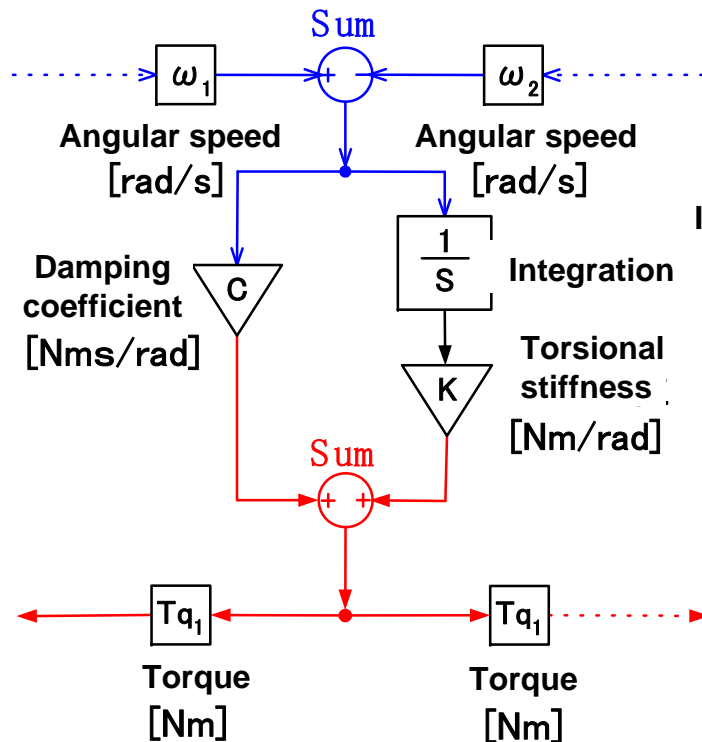 Sum
ω1 + - ω2
Angular speed
[rad/s]
Angular speed
[rad/s]
Damping
coefficient
[Nms/rad]
C
1
S
Integration
K
Torsional
stiffness
[Nm/rad]
Sum
+ +
Tq1
Tq1
Torque
[Nm]
Torque
[Nm]